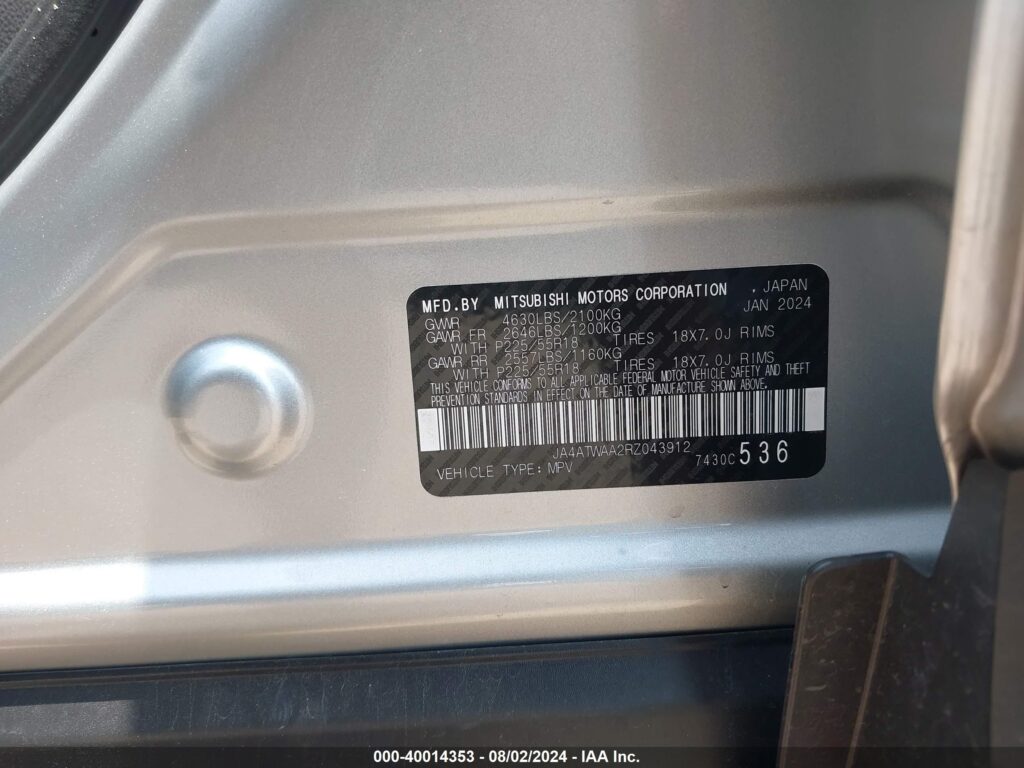 MFD.BY MITSUBISHI MOTORS CORPORATION , JAPAN
GVWR 4630LBS/2100KG JAN 2024
GAWR FR 2646LBS/1200KG
WITH P225/55R18 TIRES 18X7.0J RIMS
GAWR RR 2557LBS/1160KG
WITH P225/55R18 TIRES 18X7.0J RIMS
THIS VEHICLE CONFORMS TO ALL APPLICABLE FEDERAL MOTOR VEHICLE SAFETY AND THEFT
PREVENTION STANDARDS IN EFFECT ON THE DATE OF MANUFACTURE SHOWN ABOVE.
JA4ATWAA2RZ043912
VEHICLE TYPE: MPV 7430C 536
000-40014353 - 08/02/2024 - IAA Inc.